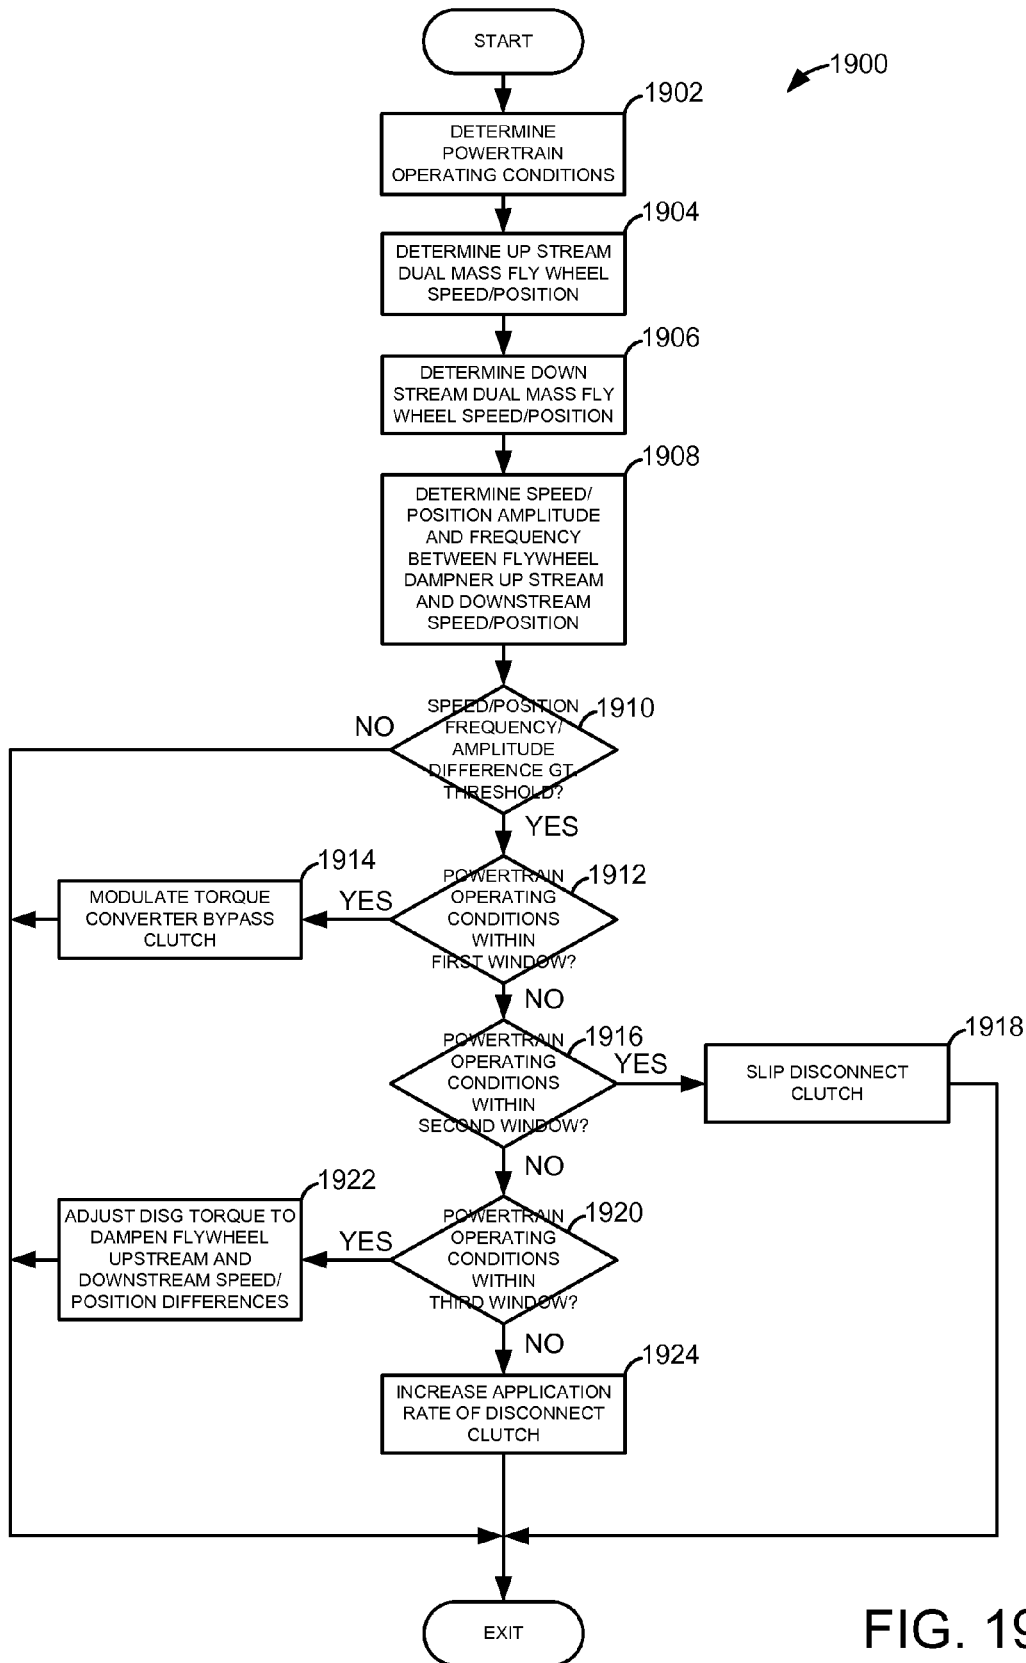 START
1900
1902
DETERMINE
POWERTRAIN
OPERATING CONDITIONS
1904
DETERMINE UP STREAM
DUAL MASS FLY WHEEL
SPEED/POSITION
1906
DETERMINE DOWN
STREAM DUAL MASS FLY
WHEEL SPEED/POSITION
1908
DETERMINE SPEED/
POSITION AMPLITUDE
AND FREQUENCY
BETWEEN FLYWHEEL
DAMPNER UP STREAM
AND DOWNSTREAM
SPEED/POSITION
1910
SPEED/POSITION
FREQUENCY/
AMPLITUDE
DIFFERENCE GT.
THRESHOLD?
NO
YES
1912
POWERTRAIN
OPERATING
CONDITIONS
WITHIN
FIRST WINDOW?
YES
1914
MODULATE TORQUE
CONVERTER BYPASS
CLUTCH
NO
1916
POWERTRAIN
OPERATING
CONDITIONS
WITHIN
SECOND WINDOW?
YES
1918
SLIP DISCONNECT
CLUTCH
NO
1920
POWERTRAIN
OPERATING
CONDITIONS
WITHIN
THIRD WINDOW?
YES
1922
ADJUST DISG TORQUE TO
DAMPEN FLYWHEEL
UPSTREAM AND
DOWNSTREAM SPEED/
POSITION DIFFERENCES
NO
1924
INCREASE APPLICATION
RATE OF DISCONNECT
CLUTCH
EXIT
FIG. 19